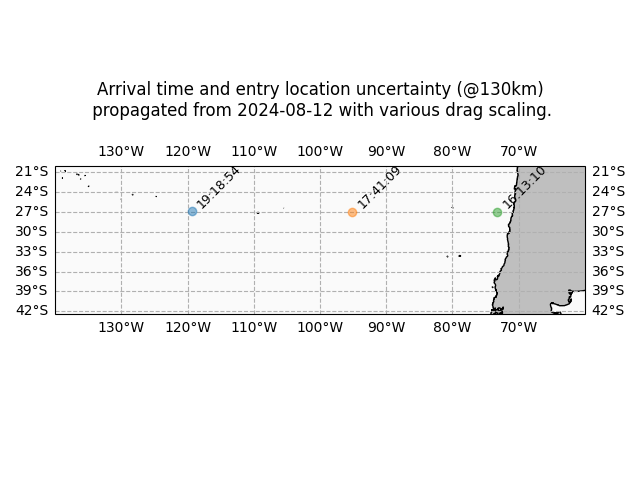 Arrival time and entry location uncertainty (@130km)
propagated from 2024-08-12 with various drag scaling.
130°W 120°W 110°W 100°W 90°W 80°W 70°W
21°S 21°S
24°S 24°S
27°S 27°S
30°S 30°S
33°S 33°S
36°S 36°S
39°S 39°S
42°S 42°S
19:18:54
17:41:09
16:13:10
130°W 120°W 110°W 100°W 90°W 80°W 70°W